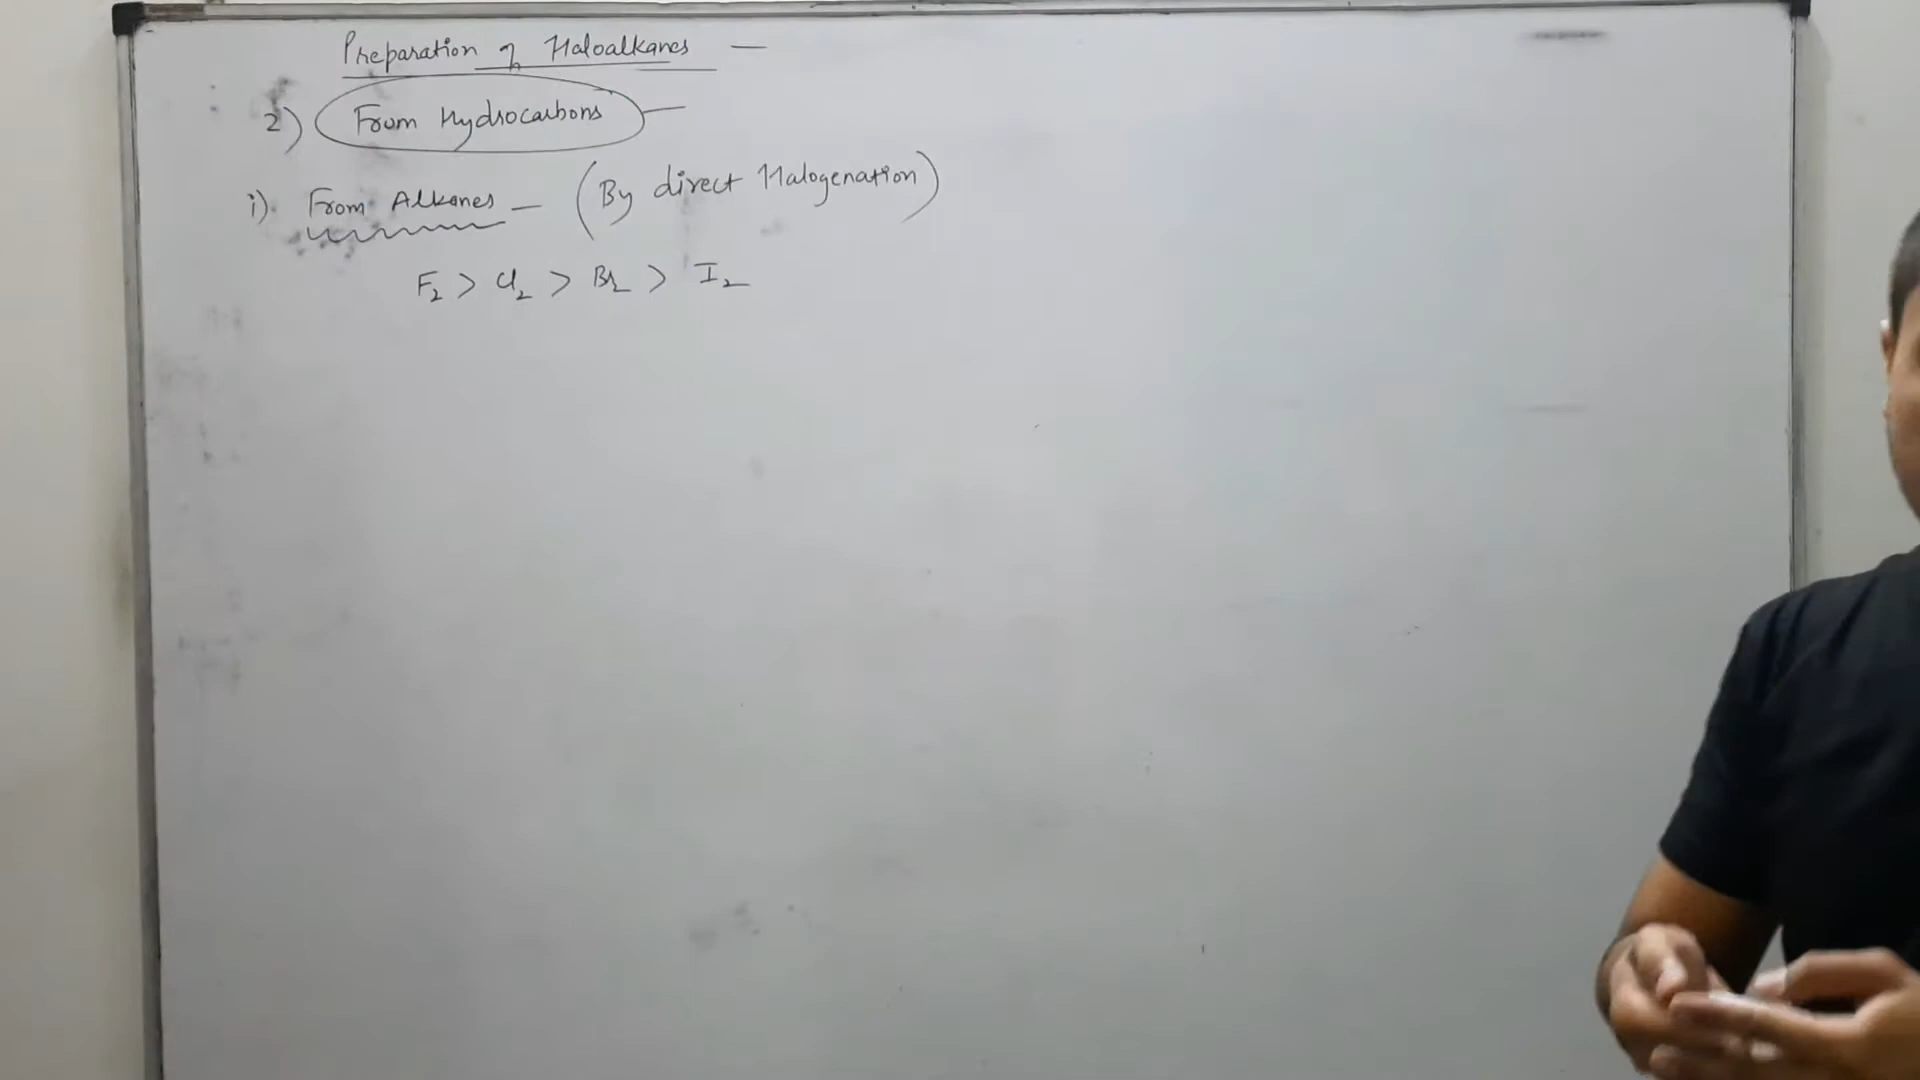 Preparation of Haloalkanes —
2) From Hydrocarbons —
i) From Alkanes — (By direct Halogenation)
F₂ > Cl₂ > Br₂ > I₂